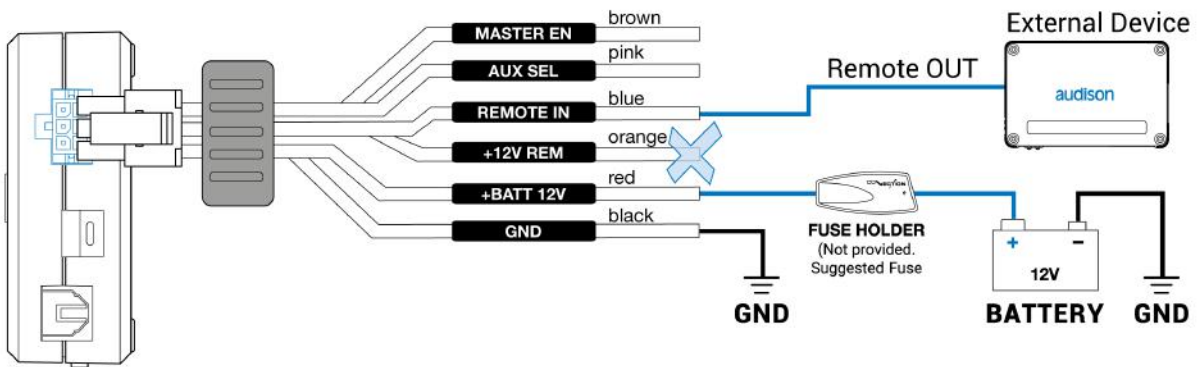 brown
MASTER EN
External Device
pink
AUX SEL
Remote OUT
blue
REMOTE IN
audison
orange
+12V REM
red
+BATT 12V
CONNECTION
FUSE HOLDER
(Not provided.
Suggested Fuse
black
GND
+ -
12V
GND
BATTERY
GND